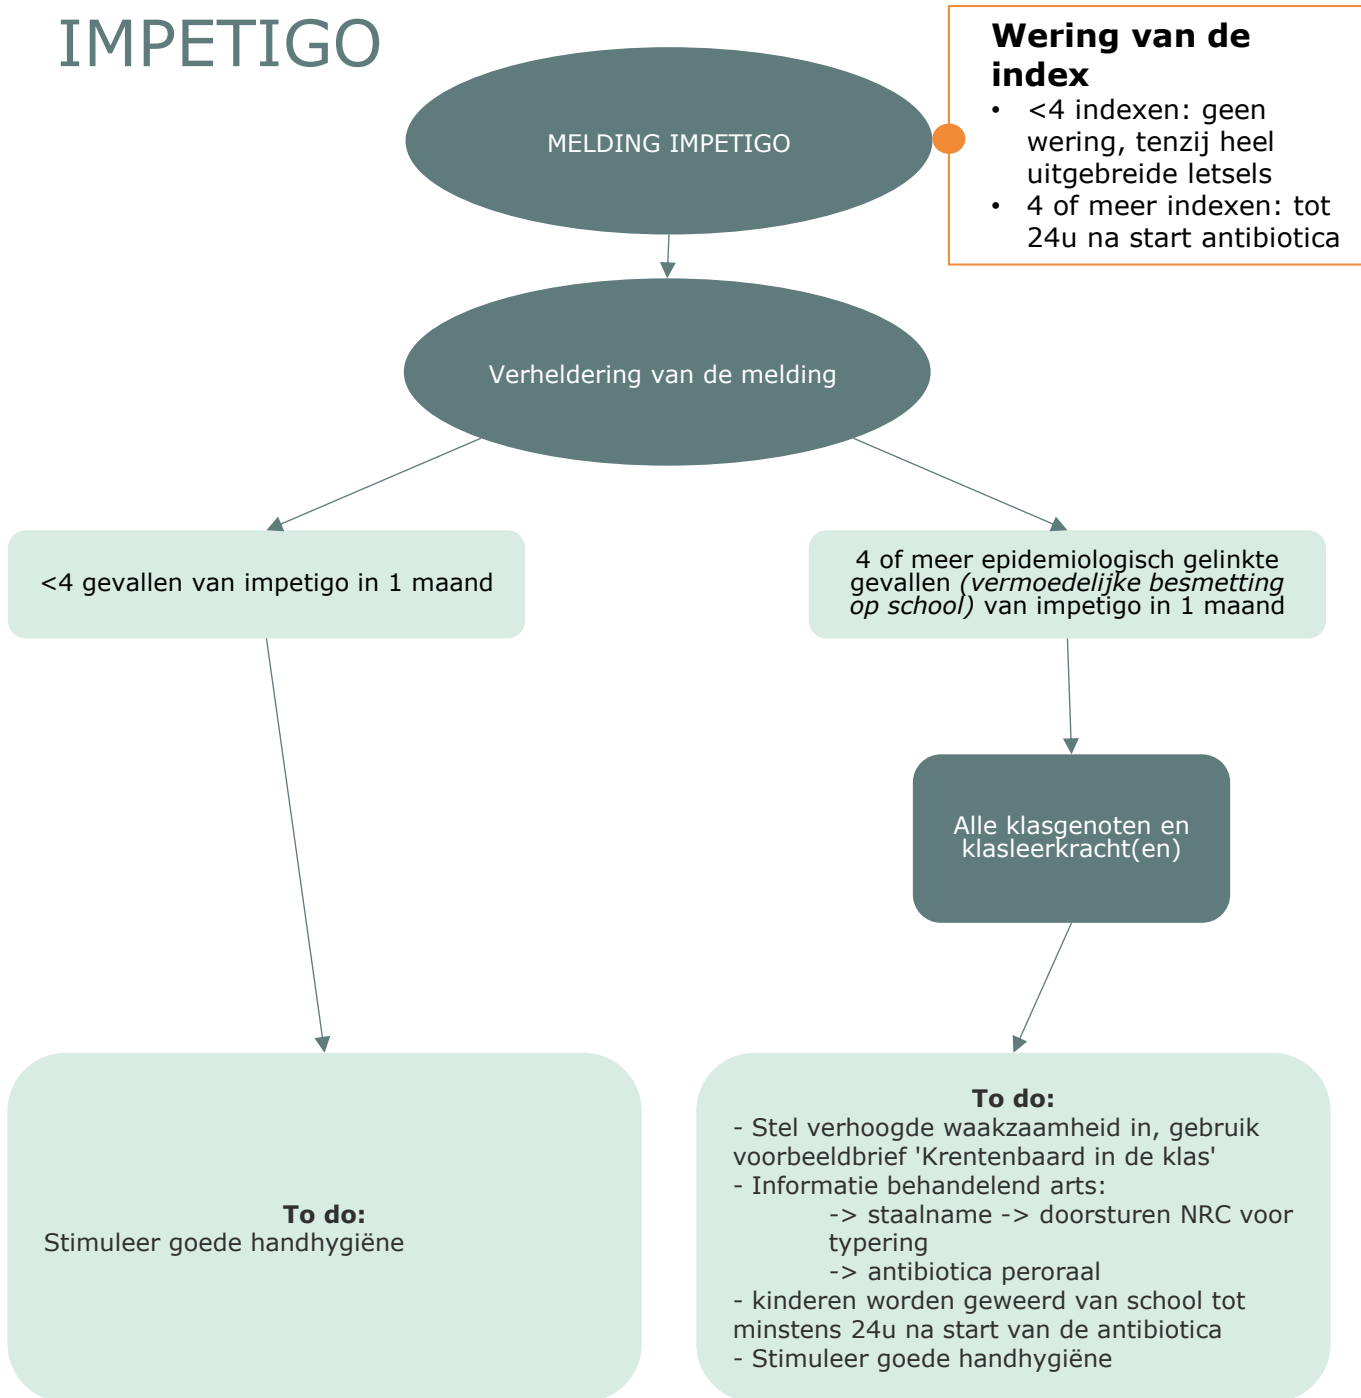 IMPETIGO
MELDING IMPETIGO
Wering van de
index
• <4 indexen: geen
wering, tenzij heel
uitgebreide letsels
• 4 of meer indexen: tot
24u na start antibiotica
Verheldering van de melding
<4 gevallen van impetigo in 1 maand
4 of meer epidemiologisch gelinkte
gevallen (vermoedelijke besmetting
op school) van impetigo in 1 maand
Alle klasgenoten en
klasleerkracht(en)
To do:
Stimuleer goede handhygiëne
To do:
- Stel verhoogde waakzaamheid in, gebruik
voorbeeldbrief 'Krentenbaard in de klas'
- Informatie behandelend arts:
-> staalname -> doorsturen NRC voor
typering
-> antibiotica peroraal
- kinderen worden geweerd van school tot
minstens 24u na start van de antibiotica
- Stimuleer goede handhygiëne